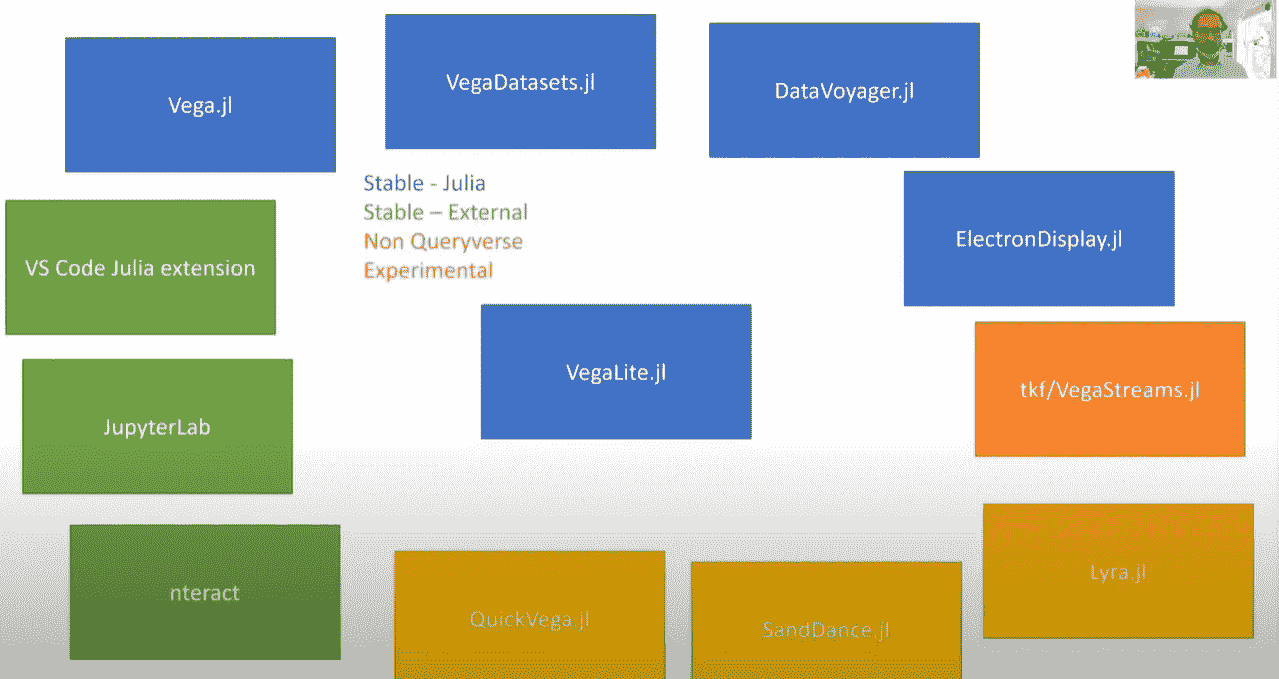 Vega.jl
VegaDatasets.jl
DataVoyager.jl
Stable - Julia
Stable – External
Non Queryverse
Experimental
VS Code Julia extension
ElectronDisplay.jl
VegaLite.jl
tkf/VegaStreams.jl
JupyterLab
nteract
QuickVega.jl
SandDance.jl
Lyra.jl